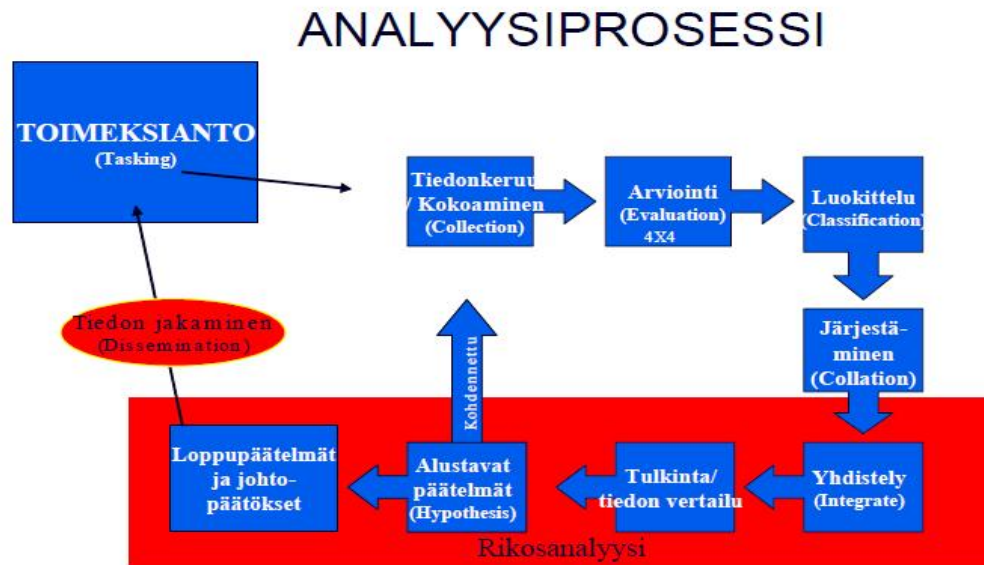 ANALYYSIPROSESSI
TOIMEKSIANTO
(Tasking)
Tiedonkeruu
/ Kokoaminen
(Collection)
Arviointi
(Evaluation)
4X4
Luokittelu
(Classification)
Järjestä-
minen
(Collation)
Yhdistely
(Integrate)
Tulkinta/
tiedon vertailu
Alustavat
päätelmät
(Hypothesis)
Kohdennettu
Loppupäätelmät
ja johto-
päätökset
Tiedon jakaminen
(Dissemination)
Rikosanalyysi